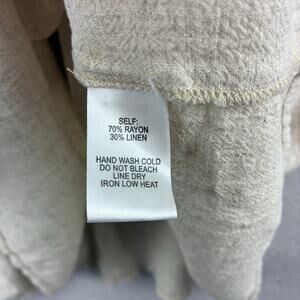 SELF:
70% RAYON
30% LINEN
HAND WASH COLD
DO NOT BLEACH
LINE DRY
IRON LOW HEAT